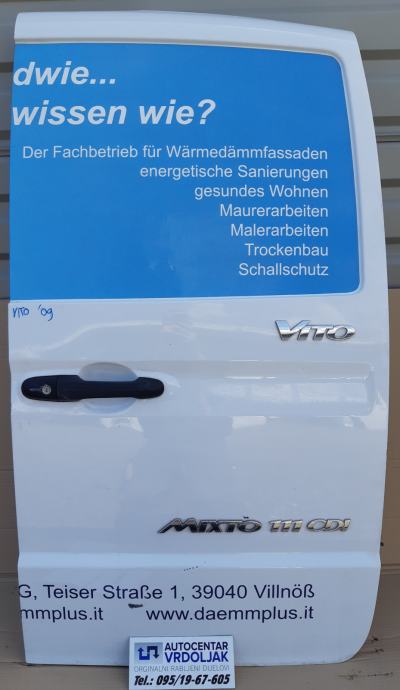 dwie...
wissen wie?
Der Fachbetrieb für Wärmedämmfassaden
energetische Sanierungen
gesundes Wohnen
Maurerarbeiten
Malerarbeiten
Trockenbau
Schallschutz
VITO '09
VITO
MIXTO 111 CDI
G, Teiser Straße 1, 39040 Villnöß
mmplus.it www.daemmplus.it
AUTOCENTAR
VRDOLJAK
ORIGINALNI RABLJENI DIJELOVI
Tel.: 095/19-67-605